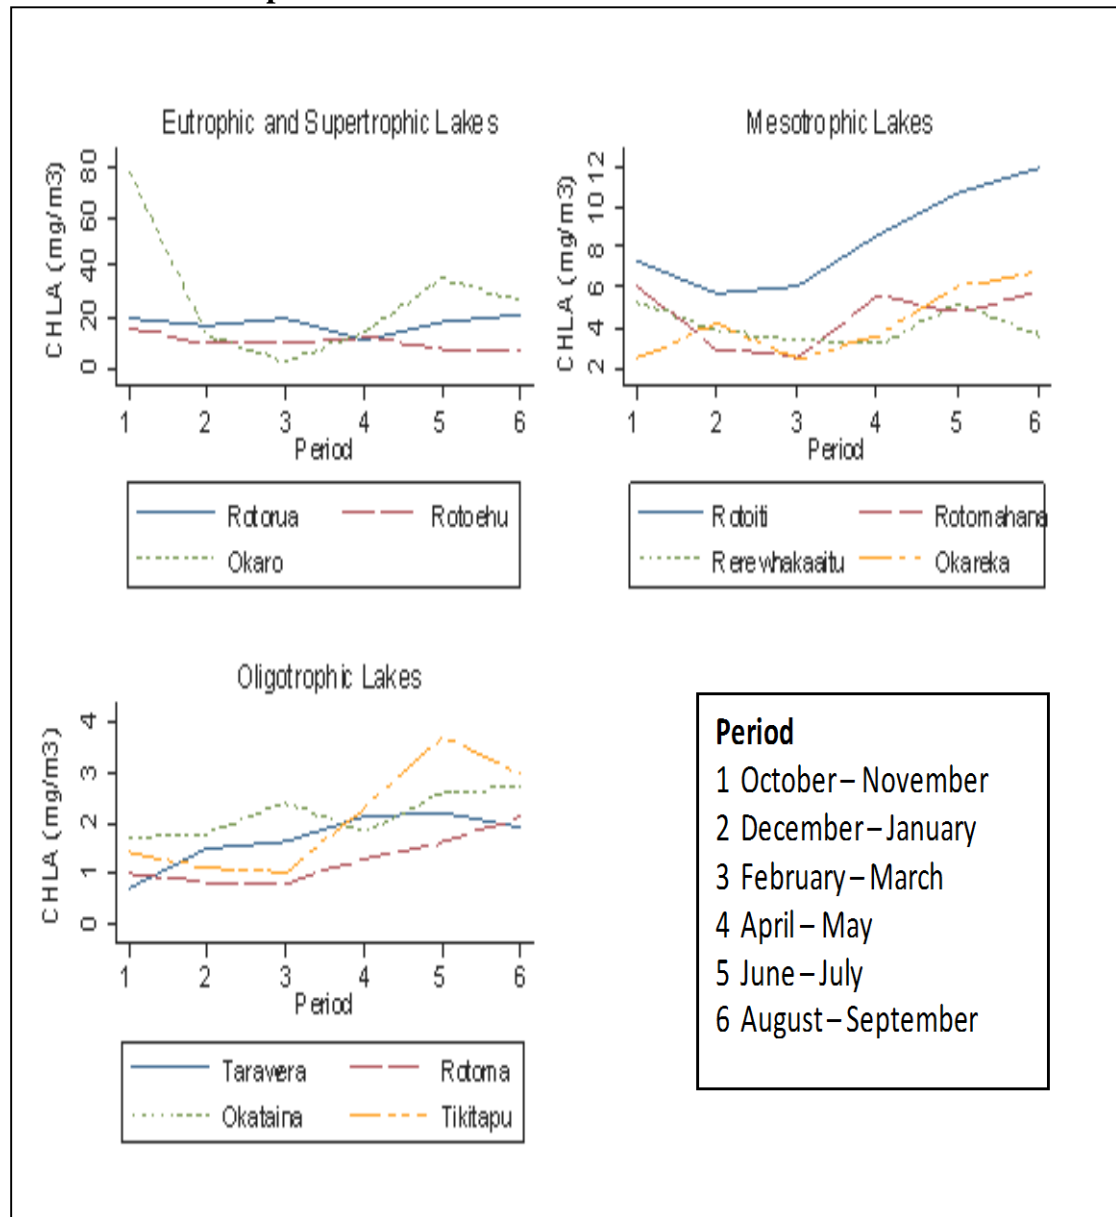 Eutrophic and Supertrophic Lakes
CHLA (mg/m3)
80
60
40
20
0
1 2 3 4 5 6
Period
Rotorua Rotoehu
Okaro
Mesotrophic Lakes
CHLA (mg/m3)
12
10
8
6
4
2
1 2 3 4 5 6
Period
Rotoiti Rotomahana
Rerewhakaaitu Okareka
Oligotrophic Lakes
CHLA (mg/m3)
4
3
2
1
0
1 2 3 4 5 6
Period
Tarawera Rotoma
Okataina Tikitapu
Period
1 October – November
2 December – January
3 February – March
4 April – May
5 June – July
6 August – September